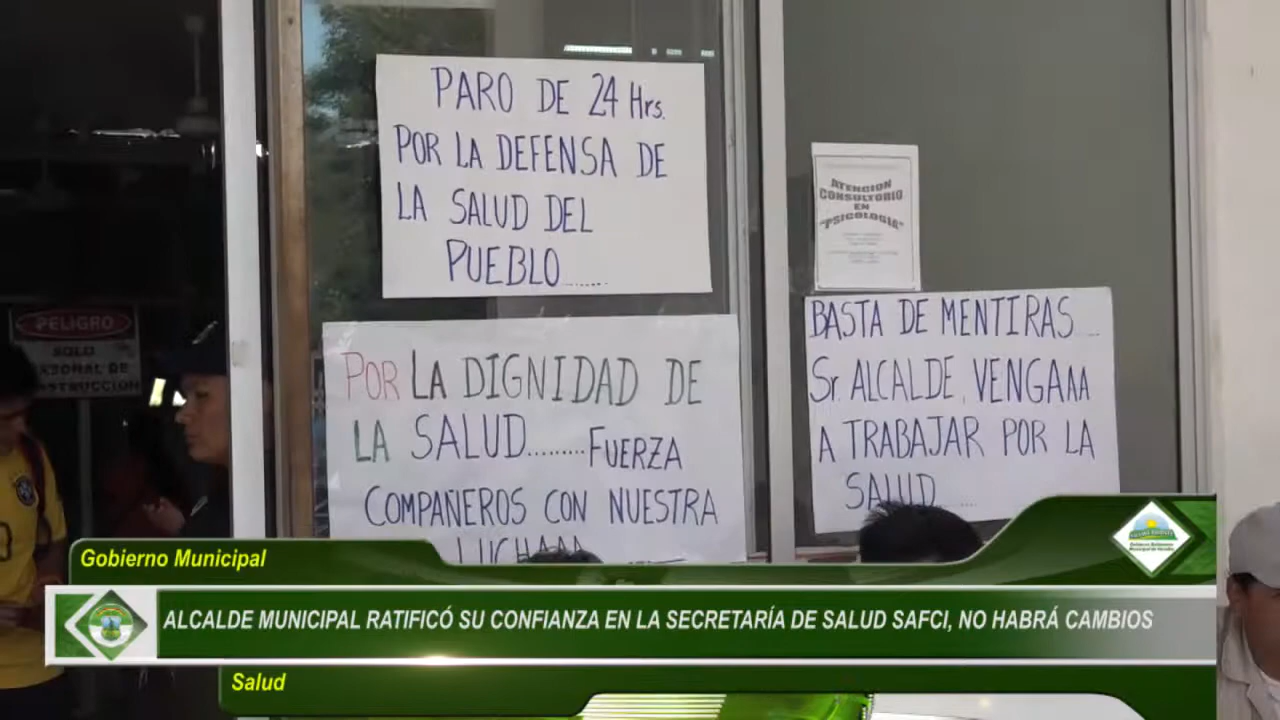 PARO DE 24 Hrs.
POR LA DEFENSA DE
LA SALUD DEL
PUEBLO.......
ATENCION
CONSULTORIO
EN
"PSICOLOGIA"
POR LA DIGNIDAD DE
LA SALUD.........FUERZA
COMPAÑEROS CON NUESTRA
LUCHAAA
BASTA DE MENTIRAS...
Sr. ALCALDE, VENGAAA
A TRABAJAR POR LA
SALUD.....
PELIGRO
SOLO
Gobierno Municipal
ALCALDE MUNICIPAL RATIFICÓ SU CONFIANZA EN LA SECRETARÍA DE SALUD SAFCI, NO HABRÁ CAMBIOS
Salud